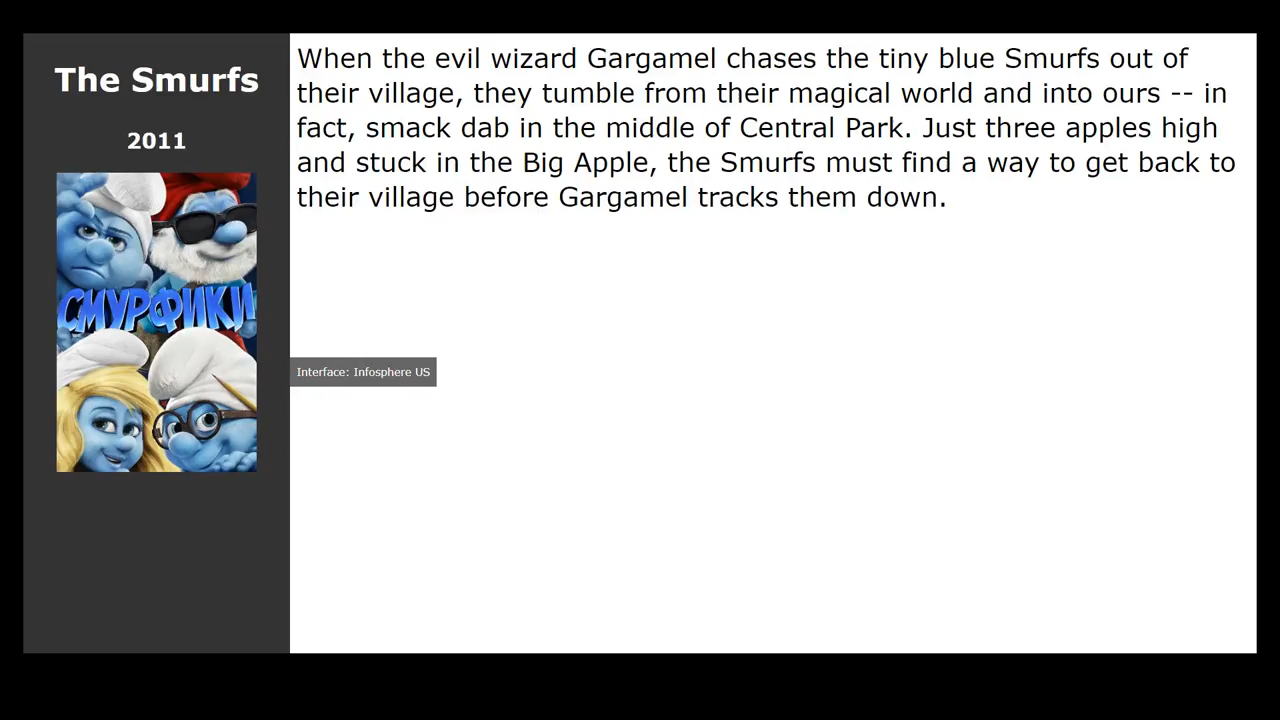 The Smurfs
2011
СМУРФИКИ
When the evil wizard Gargamel chases the tiny blue Smurfs out of
their village, they tumble from their magical world and into ours -- in
fact, smack dab in the middle of Central Park. Just three apples high
and stuck in the Big Apple, the Smurfs must find a way to get back to
their village before Gargamel tracks them down.
Interface: Infosphere US